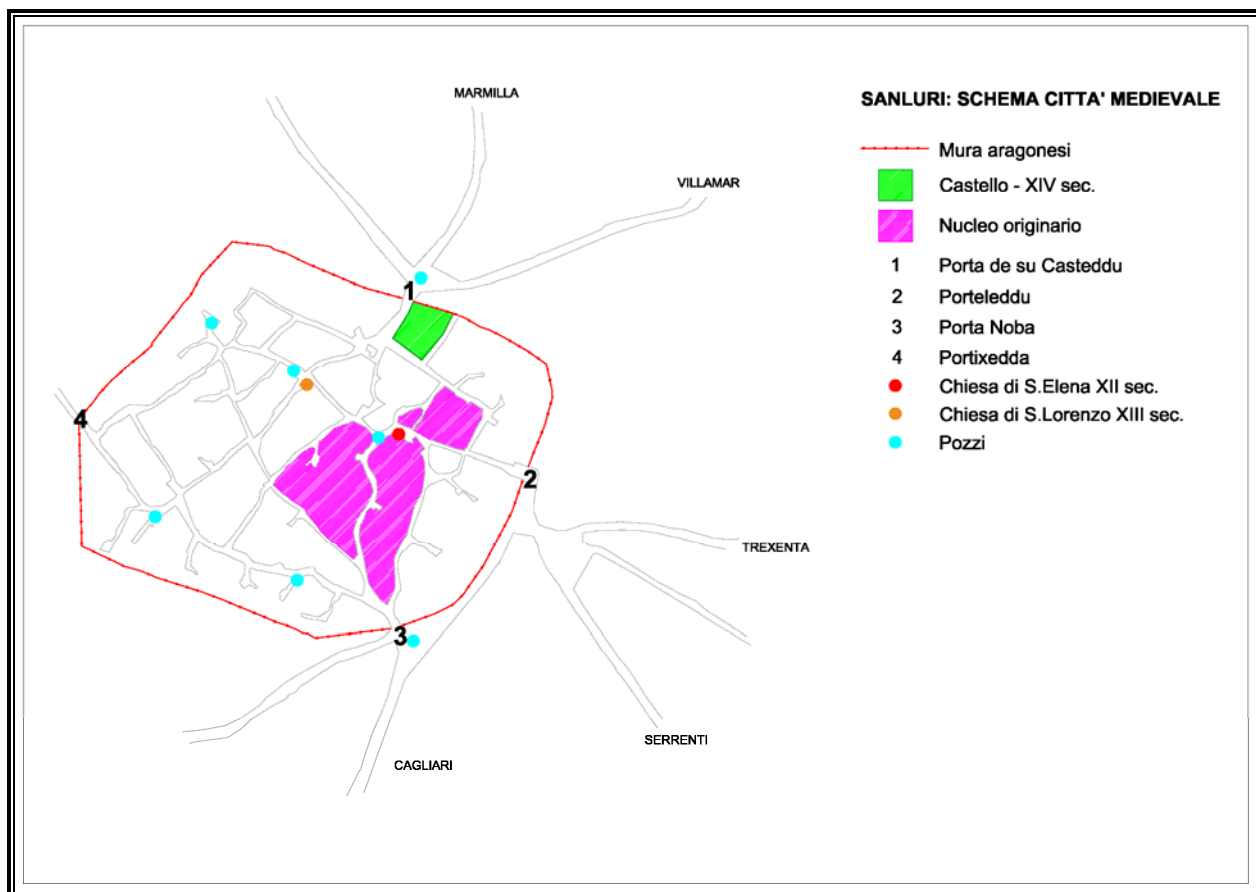 MARMILLA
VILLAMAR
1
4
2
TREXENTA
3
SERRENTI
CAGLIARI
SANLURI: SCHEMA CITTA' MEDIEVALE
Mura aragonesi
Castello - XIV sec.
Nucleo originario
1 Porta de su Casteddu
2 Porteleddu
3 Porta Noba
4 Portixedda
Chiesa di S.Elena XII sec.
Chiesa di S.Lorenzo XIII sec.
Pozzi